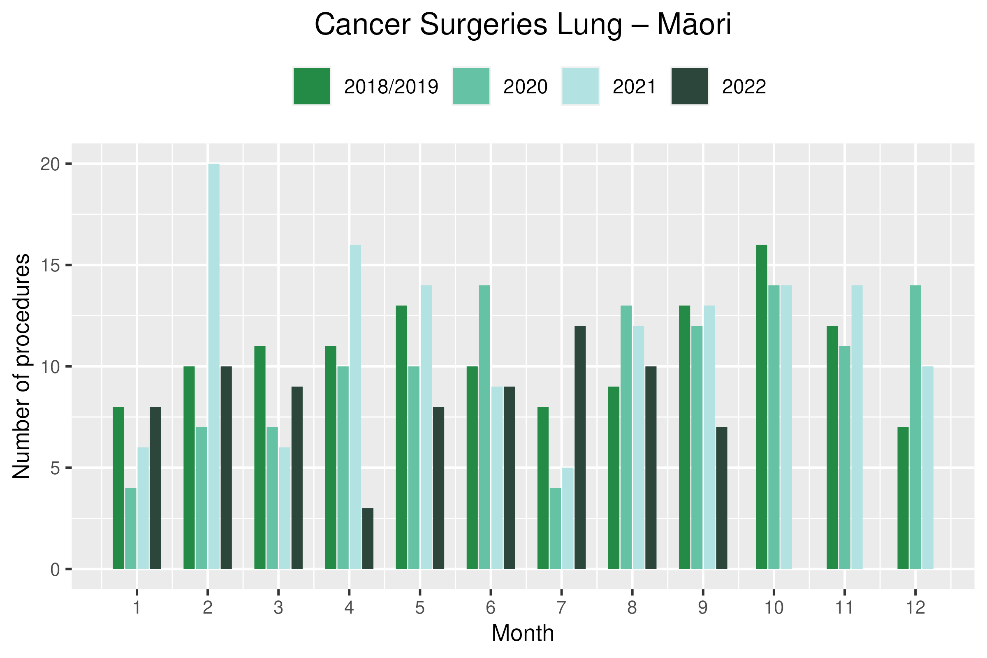 Cancer Surgeries Lung – Māori
2018/2019 2020 2021 2022
20
15
10
5
0
Number of procedures
1 2 3 4 5 6 7 8 9 10 11 12
Month